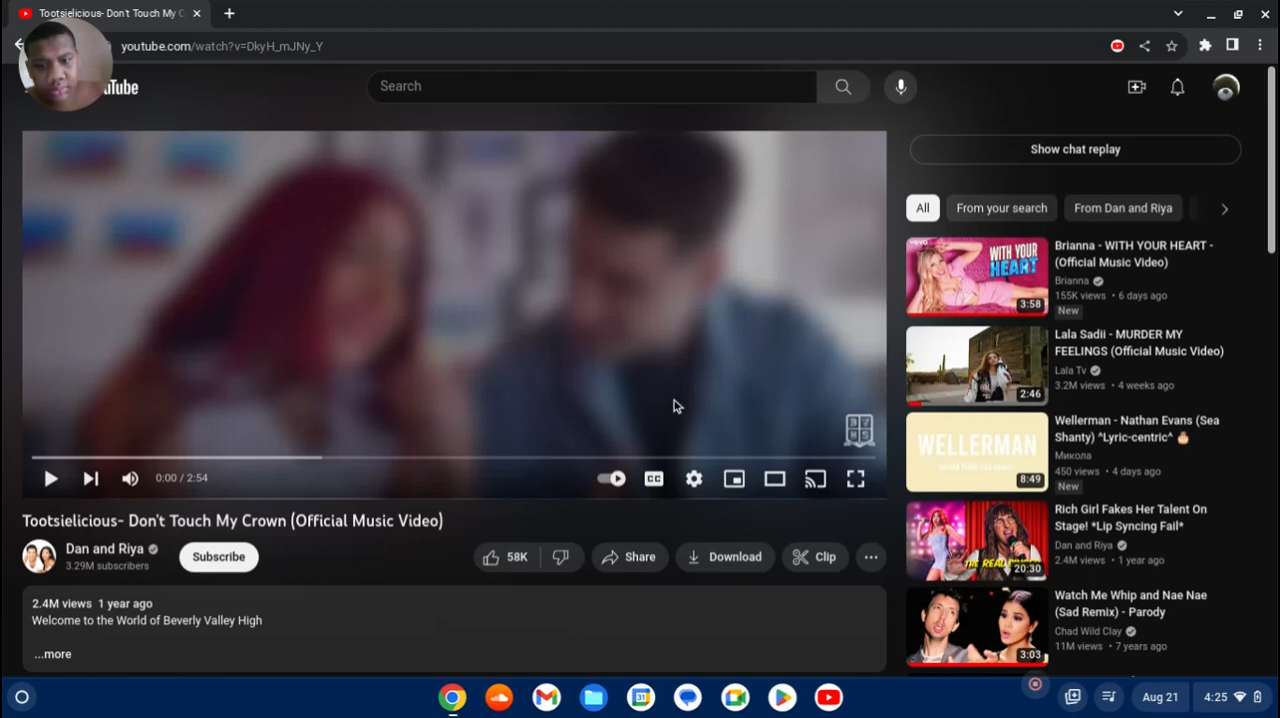 Tootsielicious- Don't Touch My C
youtube.com/watch?v=DkyH_mJNy_Y
Search
Show chat replay
All
From your search
From Dan and Riya
WITH YOUR
HEART
3:58
Brianna - WITH YOUR HEART -
(Official Music Video)
Brianna
155K views • 6 days ago
New
2:46
Lala Sadii - MURDER MY
FEELINGS (Official Music Video)
Lala Tv
3.2M views • 4 weeks ago
WELLERMAN
8:49
Wellerman - Nathan Evans (Sea
Shanty) ^Lyric-centric^
Микола
450 views • 4 days ago
New
20:30
Rich Girl Fakes Her Talent On
Stage! *Lip Syncing Fail*
Dan and Riya
2.4M views • 1 year ago
3:03
Watch Me Whip and Nae Nae
(Sad Remix) - Parody
Chad Wild Clay
11M views • 7 years ago
BV
HS
0:00 / 2:54
CC
Tootsielicious- Don't Touch My Crown (Official Music Video)
Dan and Riya
3.29M subscribers
Subscribe
58K
Share
Download
Clip
2.4M views 1 year ago
Welcome to the World of Beverly Valley High
...more
31
Aug 21
4:25